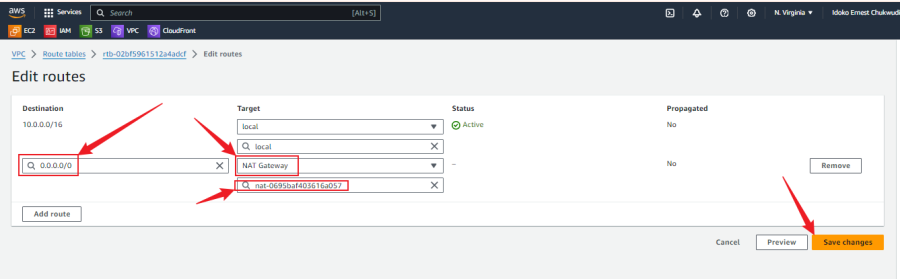 aws Services Search [Alt+S] N. Virginia Idoko Ernest Chukwudi
EC2 IAM S3 VPC CloudFront
VPC > Route tables > rtb-02bf5961512a4adcf > Edit routes
Edit routes
Destination Target Status Propagated
10.0.0.0/16 local Active No
local
0.0.0.0/0 NAT Gateway – No Remove
nat-0695baf403616a057
Add route
Cancel Preview Save changes